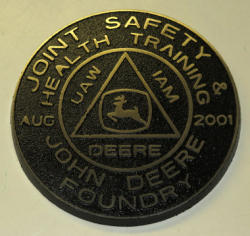 JOINT SAFETY &
HEALTH TRAINING
UAW IAM
AUG 2001
DEERE
JOHN DEERE
FOUNDRY